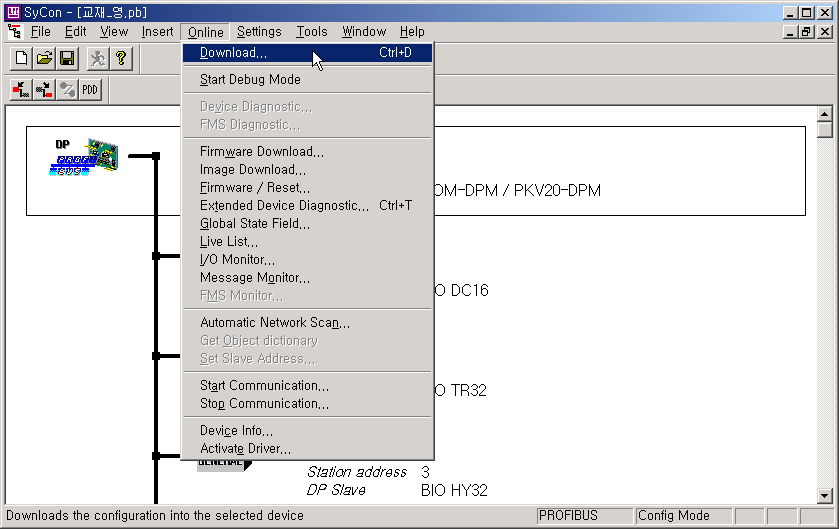 SyCon - [교재_영.pb]
File Edit View Insert Online Settings Tools Window Help
Download... Ctrl+D
Start Debug Mode
PDD
Device Diagnostic...
FMS Diagnostic...
DP
Firmware Download...
Image Download...
Firmware / Reset...
OM-DPM / PKV20-DPM
Extended Device Diagnostic... Ctrl+T
Global State Field...
Live List...
I/O Monitor...
Message Monitor...
FMS Monitor...
O DC16
Automatic Network Scan...
Get Object dictionary
Set Slave Address...
Start Communication...
O TR32
Stop Communication...
Device Info...
Activate Driver...
GENERAL
Station address 3
DP Slave BIO HY32
Downloads the configuration into the selected device PROFIBUS Config Mode